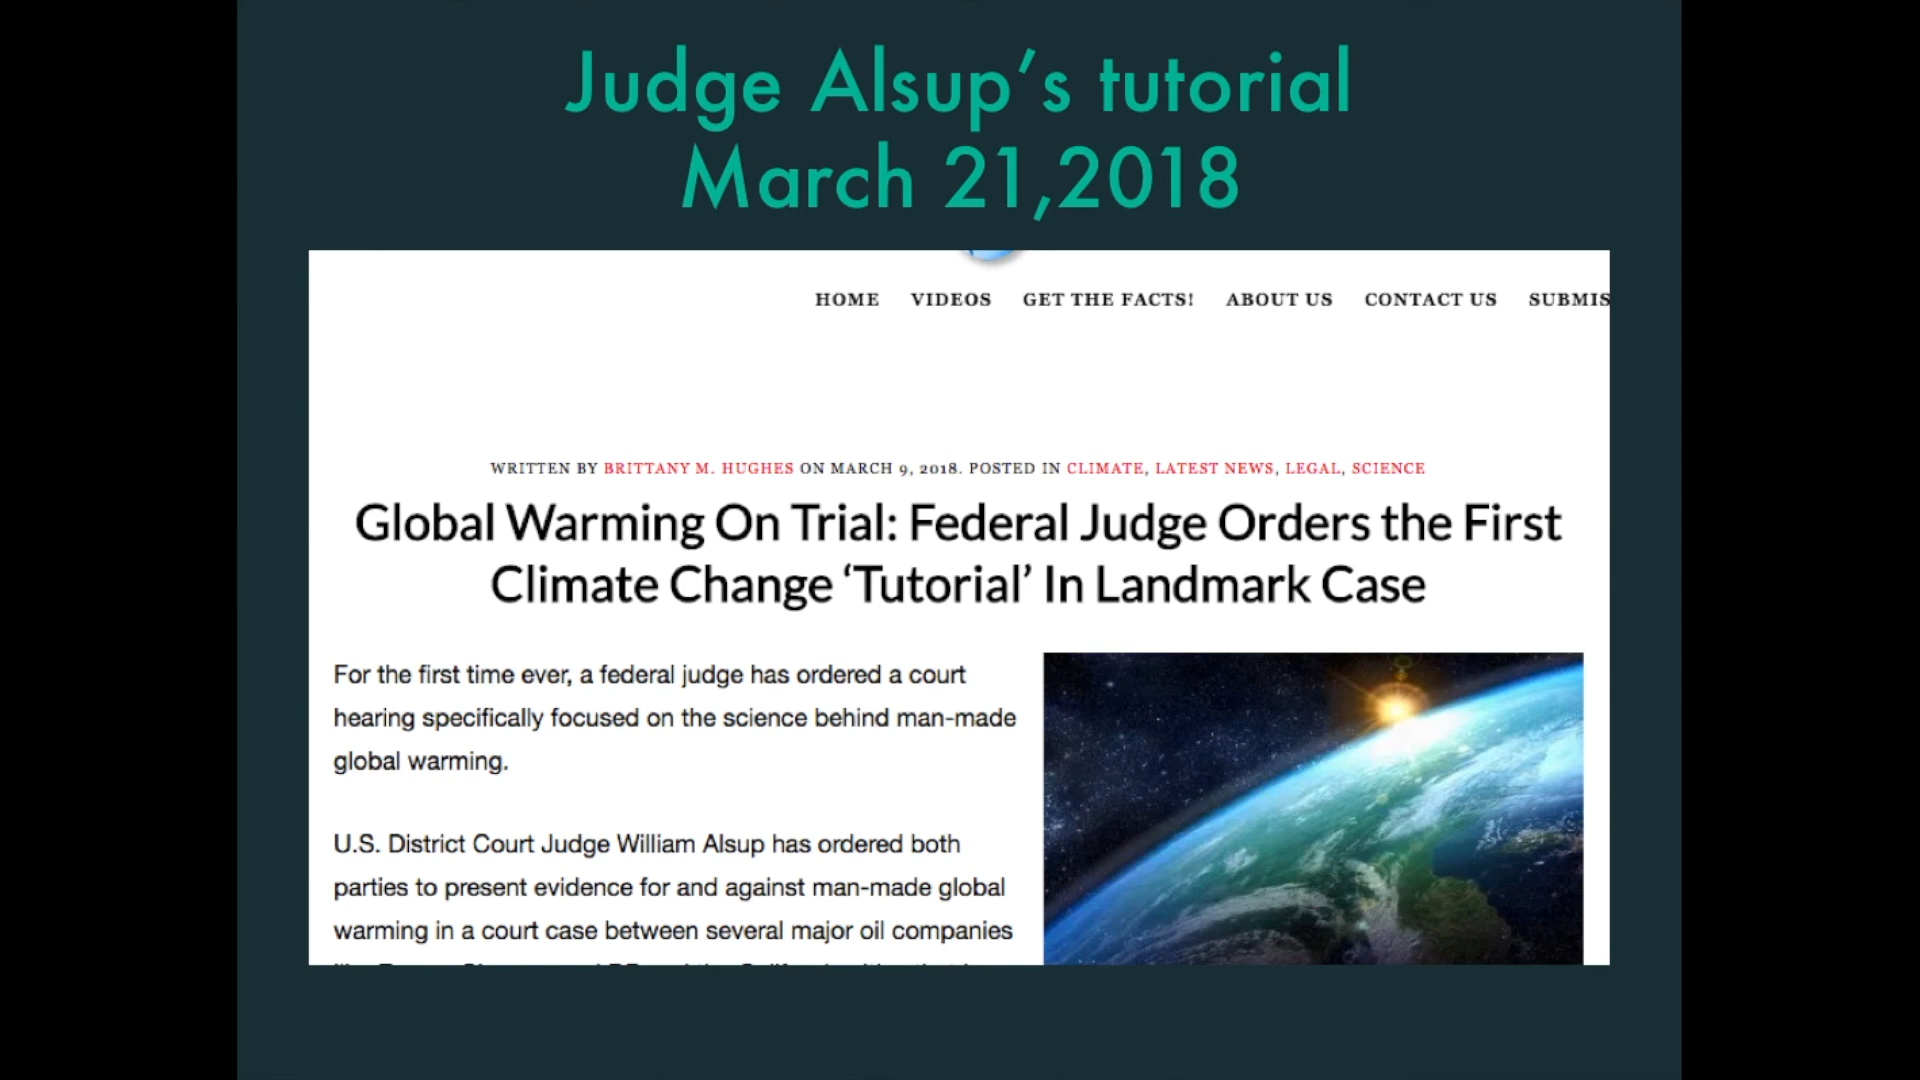 Judge Alsup’s tutorial
March 21,2018
HOME VIDEOS GET THE FACTS! ABOUT US CONTACT US SUBMIS
WRITTEN BY BRITTANY M. HUGHES ON MARCH 9, 2018. POSTED IN CLIMATE, LATEST NEWS, LEGAL, SCIENCE
Global Warming On Trial: Federal Judge Orders the First
Climate Change ‘Tutorial’ In Landmark Case
For the first time ever, a federal judge has ordered a court
hearing specifically focused on the science behind man-made
global warming.
U.S. District Court Judge William Alsup has ordered both
parties to present evidence for and against man-made global
warming in a court case between several major oil companies